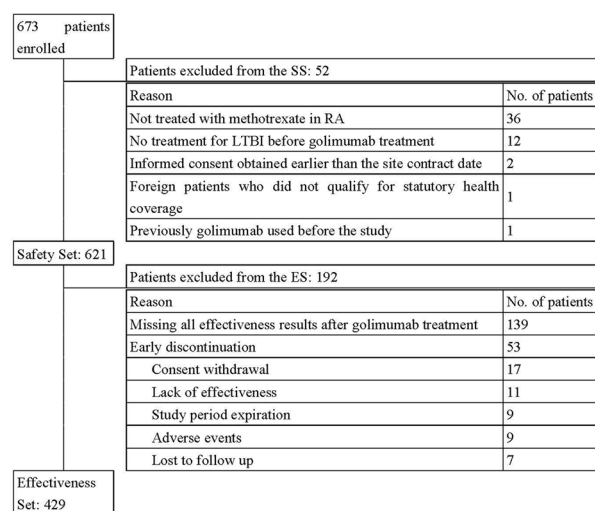 673 patients
enrolled
Patients excluded from the SS: 52
Reason No. of patients
Not treated with methotrexate in RA 36
No treatment for LTBI before golimumab treatment 12
Informed consent obtained earlier than the site contract date 2
Foreign patients who did not qualify for statutory health
coverage 1
Previously golimumab used before the study 1
Safety Set: 621
Patients excluded from the ES: 192
Reason No. of patients
Missing all effectiveness results after golimumab treatment 139
Early discontinuation 53
Consent withdrawal 17
Lack of effectiveness 11
Study period expiration 9
Adverse events 9
Lost to follow up 7
Effectiveness
Set: 429